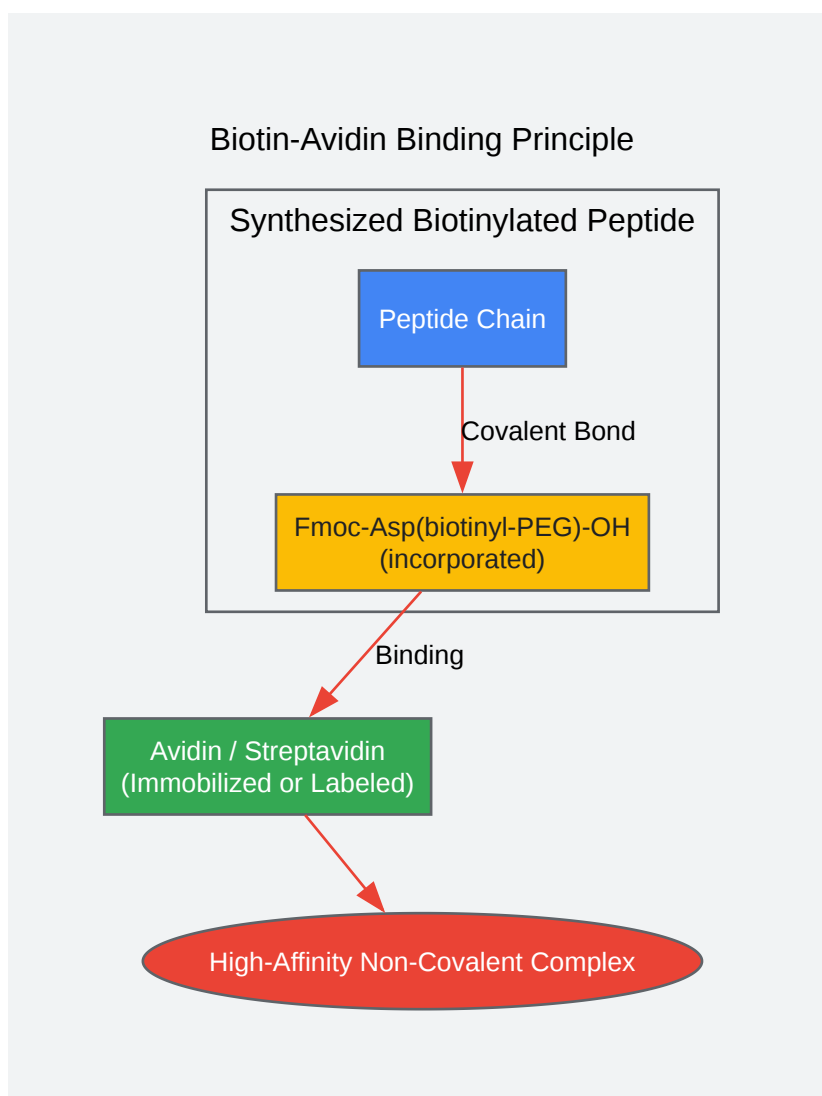 Biotin-Avidin Binding Principle
Synthesized Biotinylated Peptide
Peptide Chain
Covalent Bond
Fmoc-Asp(biotinyl-PEG)-OH
(incorporated)
Binding
Avidin / Streptavidin
(Immobilized or Labeled)
High-Affinity Non-Covalent Complex